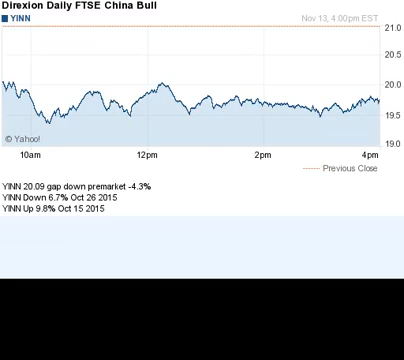 Direxion Daily FTSE China Bull
YINN Nov 13, 4:00pm EST
21.0
20.5
20.0
19.5
19.0
© Yahoo!
10am 12pm 2pm 4pm
Previous Close
YINN 20.09 gap down premarket -4.3%
YINN Down 6.7% Oct 26 2015
YINN Up 9.8% Oct 15 2015